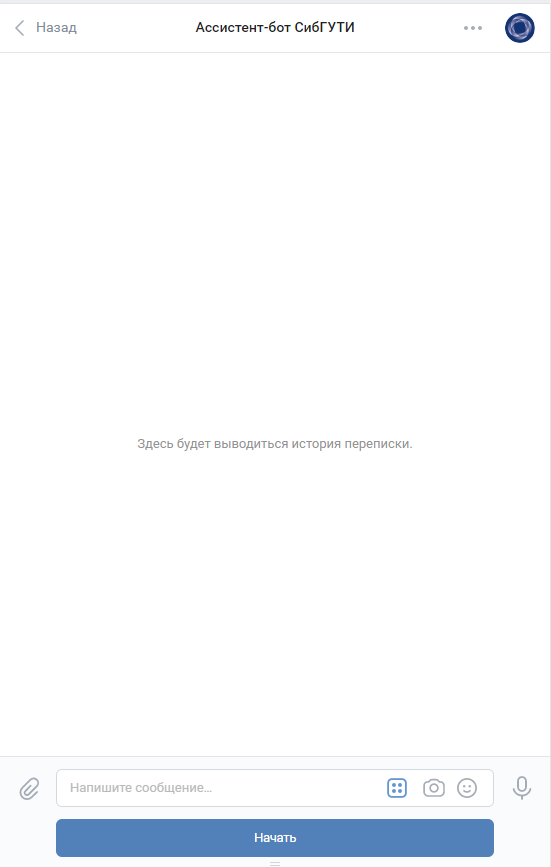 Назад
Ассистент-бот СибГУТИ
Здесь будет выводиться история переписки.
Напишите сообщение...
Начать